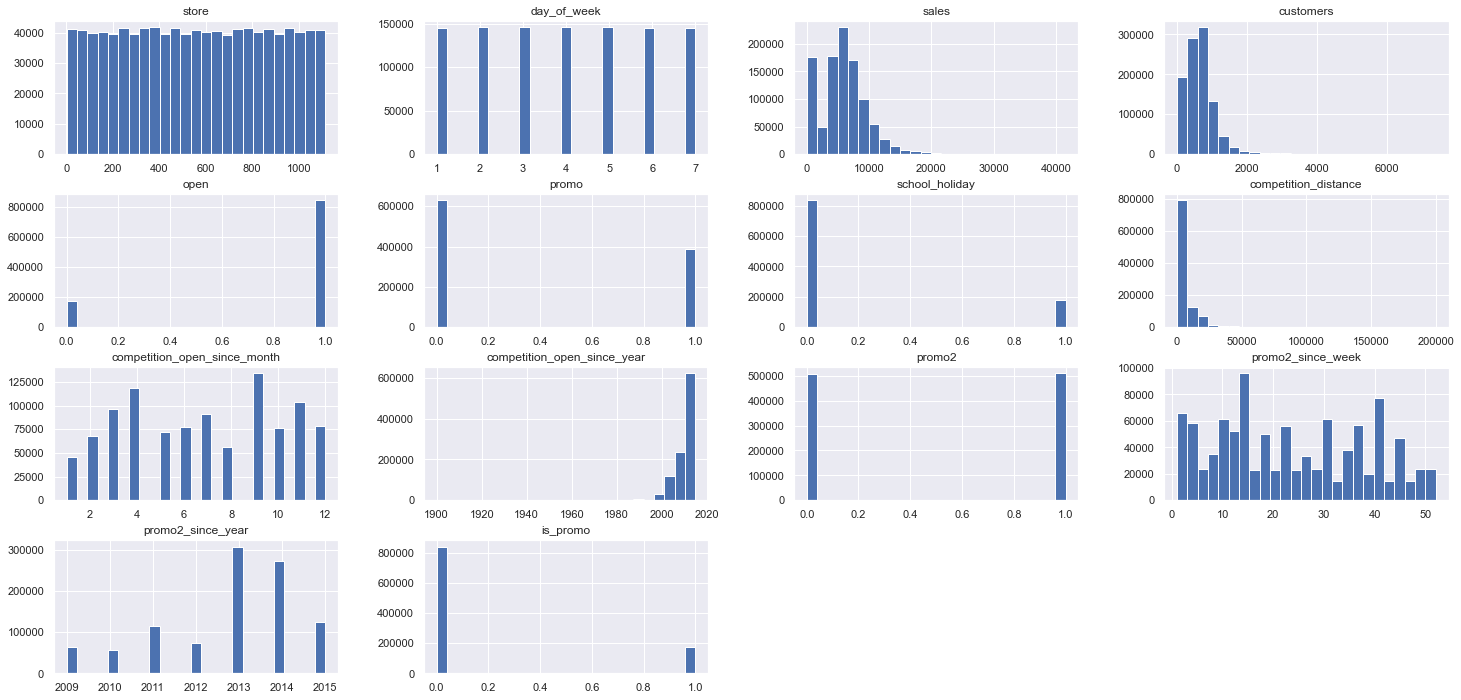 store
40000
30000
20000
10000
0
0 200 400 600 800 1000
day_of_week
150000
100000
50000
0
1 2 3 4 5 6 7
sales
200000
150000
100000
50000
0
0 10000 20000 30000 40000
customers
300000
200000
100000
0
0 2000 4000 6000
open
800000
600000
400000
200000
0
0.0 0.2 0.4 0.6 0.8 1.0
promo
600000
400000
200000
0
0.0 0.2 0.4 0.6 0.8 1.0
school_holiday
800000
600000
400000
200000
0
0.0 0.2 0.4 0.6 0.8 1.0
competition_distance
800000
600000
400000
200000
0
0 50000 100000 150000 200000
competition_open_since_month
125000
100000
75000
50000
25000
0
2 4 6 8 10 12
competition_open_since_year
600000
400000
200000
0
1900 1920 1940 1960 1980 2000 2020
promo2
500000
400000
300000
200000
100000
0
0.0 0.2 0.4 0.6 0.8 1.0
promo2_since_week
100000
80000
60000
40000
20000
0
0 10 20 30 40 50
promo2_since_year
300000
200000
100000
0
2009 2010 2011 2012 2013 2014 2015
is_promo
800000
600000
400000
200000
0
0.0 0.2 0.4 0.6 0.8 1.0